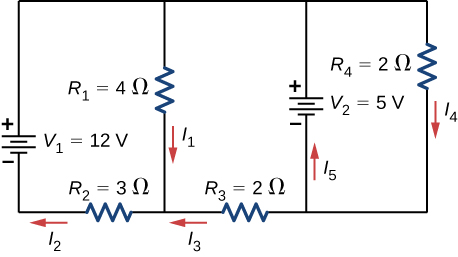 R₄ = 2 Ω
R₁ = 4 Ω
+
+
V₂ = 5 V
I₄
–
V₁ = 12 V
I₁
–
I₅
R₂ = 3 Ω
R₃ = 2 Ω
I₂
I₃